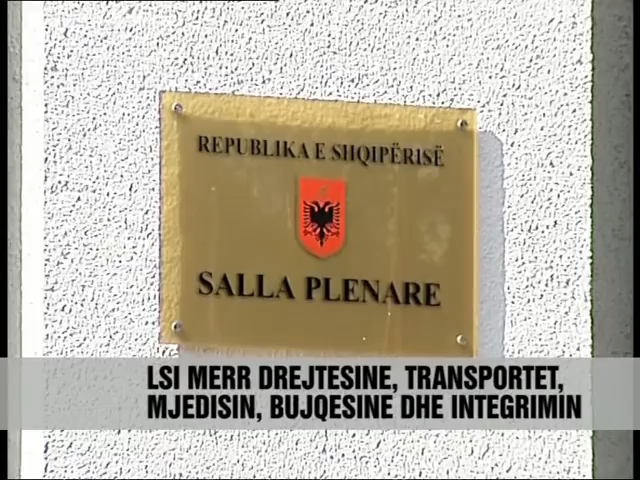 REPUBLIKA E SHQIPËRISË
SALLA PLENARE
LSI MERR DREJTESINE, TRANSPORTET,
MJEDISIN, BUJQESINE DHE INTEGRIMIN